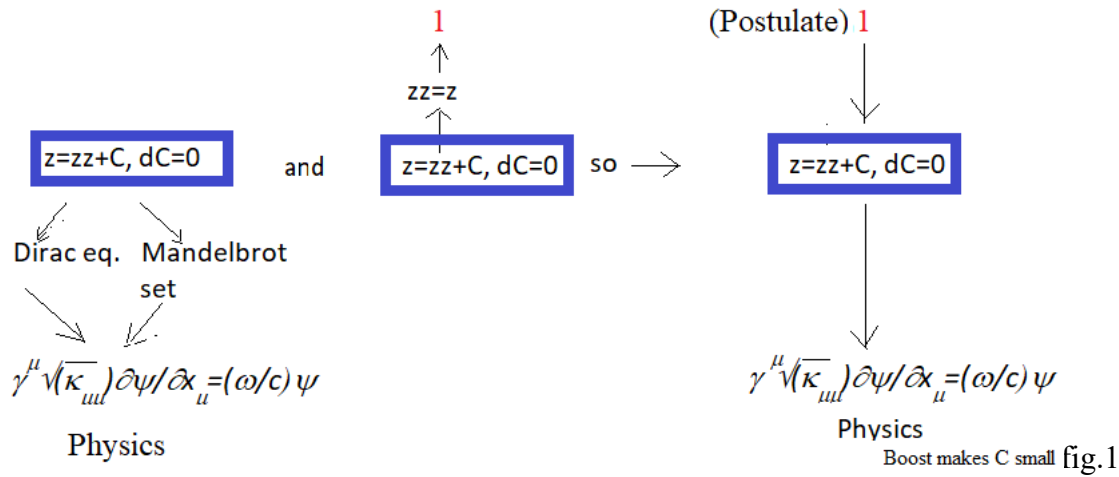 1
(Postulate) 1
zz=z
z=zz+C, dC=0
and
z=zz+C, dC=0
so
z=zz+C, dC=0
Dirac eq. Mandelbrot
set
γ^μ √(κ_μμ)∂ψ/∂x_μ=(ω/c) ψ
γ^μ √(κ_μμ)∂ψ/∂x_μ=(ω/c) ψ
Physics
Physics
Boost makes C small fig.1